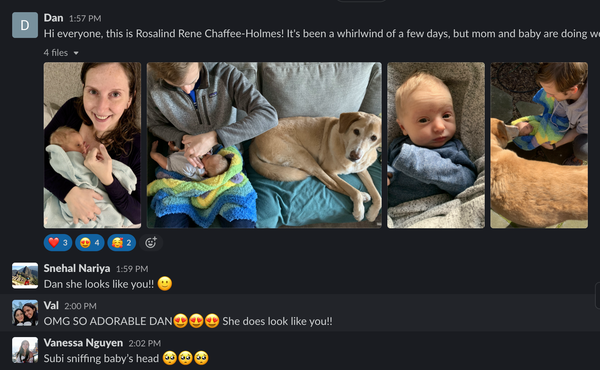 D
Dan 1:57 PM
Hi everyone, this is Rosalind Rene Chaffee-Holmes! It's been a whirlwind of a few days, but mom and baby are doing
4 files
3 4 2
Snehal Nariya 1:59 PM
Dan she looks like you!! 🙂
Val 2:00 PM
OMG SO ADORABLE DAN😍😍😍 She does look like you!!
Vanessa Nguyen 2:02 PM
Subi sniffing baby's head 🥺🥺🥺